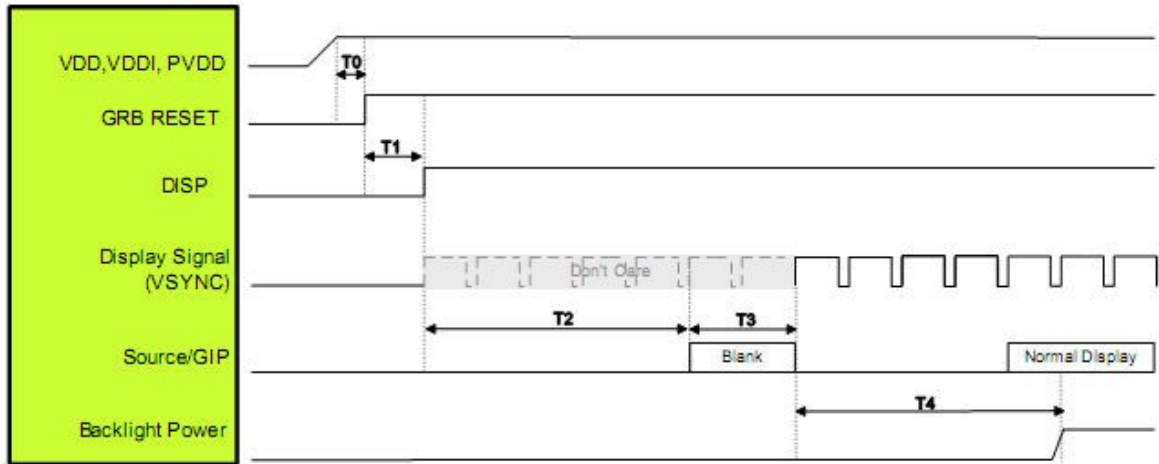 VDD,VDDI, PVDD
T0
GRB RESET
T1
DISP
Display Signal
(VSYNC)
Don't Care
T2
T3
Source/GIP
Blank
Normal Display
T4
Backlight Power